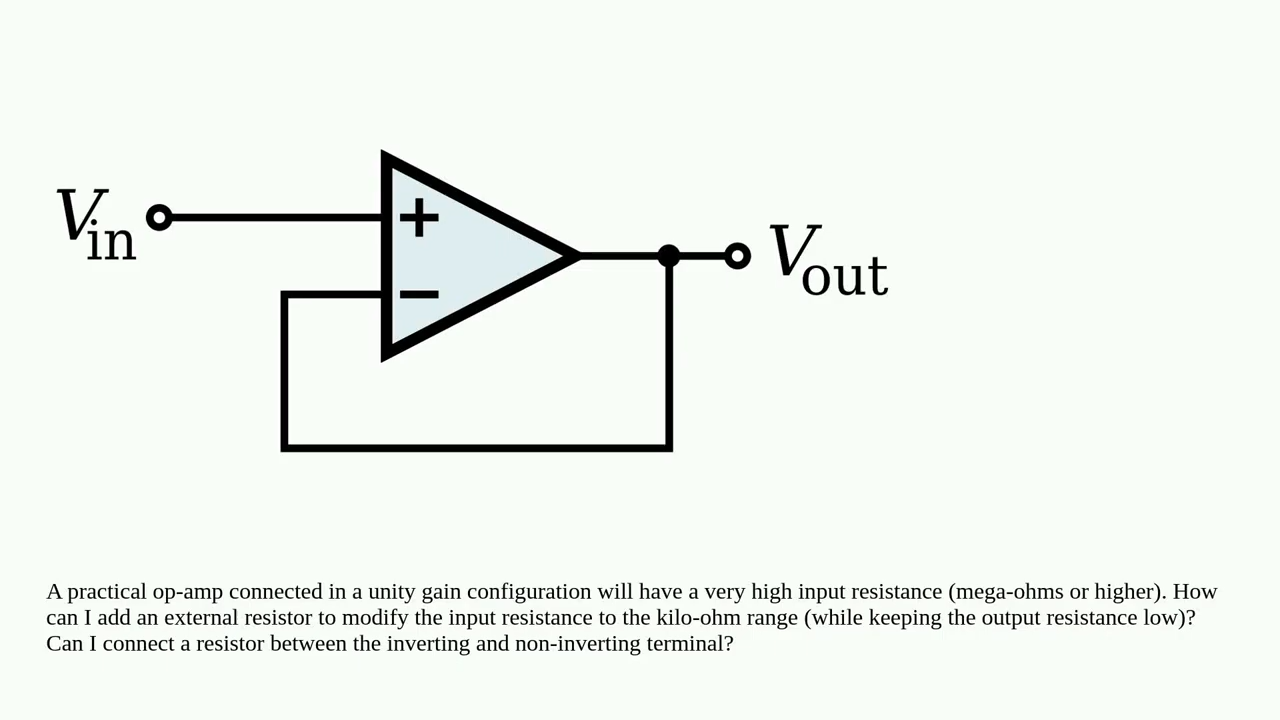 Vin
+
−
Vout
A practical op-amp connected in a unity gain configuration will have a very high input resistance (mega-ohms or higher). How
can I add an external resistor to modify the input resistance to the kilo-ohm range (while keeping the output resistance low)?
Can I connect a resistor between the inverting and non-inverting terminal?